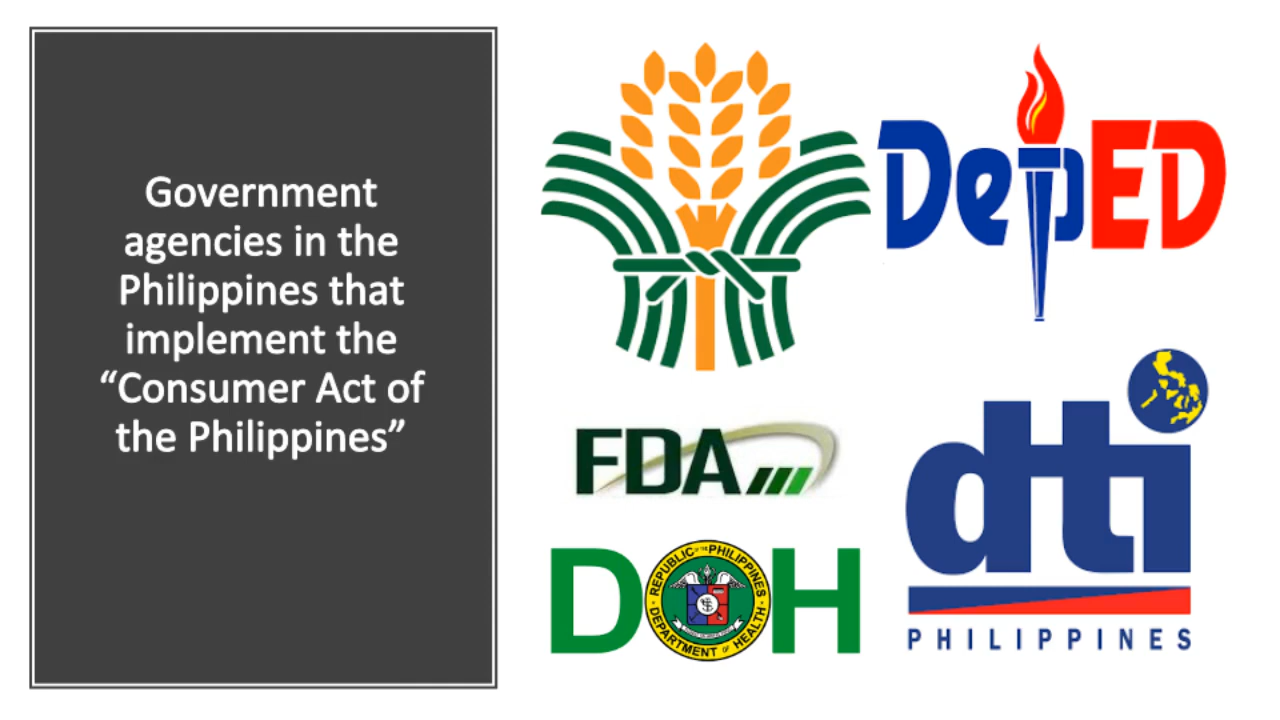 Government
agencies in the
Philippines that
implement the
“Consumer Act of
the Philippines”
DepED
FDA
DOH
REPUBLIC OF THE PHILIPPINES
DEPARTMENT OF HEALTH
dti
PHILIPPINES